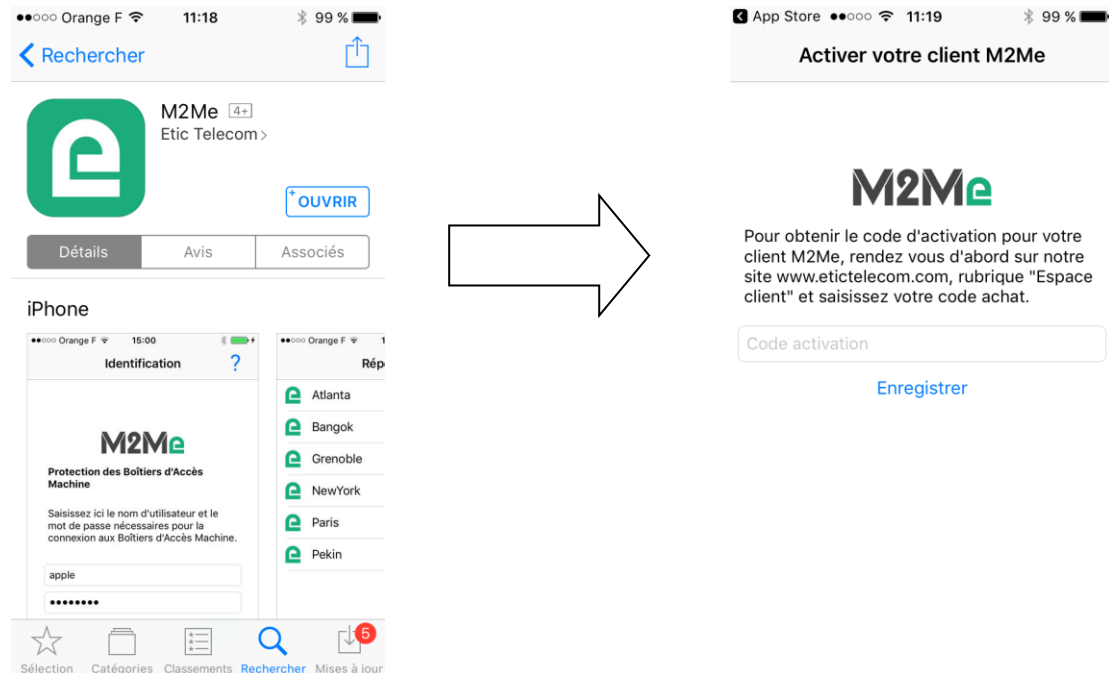 Orange F 11:18 99 %
Rechercher
M2Me 4+
Etic Telecom >
+ OUVRIR
Détails Avis Associés
iPhone
Orange F 15:00
Identification ?
M2Me
Protection des Boîtiers d'Accès
Machine
Saisissez ici le nom d'utilisateur et le
mot de passe nécessaires pour la
connexion aux Boîtiers d'Accès Machine.
apple
••••••••
Orange F 1
Rép
Atlanta
Bangok
Grenoble
NewYork
Paris
Pekin
5
Sélection Catégories Classements Rechercher Mises à jour
App Store 11:19 99 %
Activer votre client M2Me
M2Me
Pour obtenir le code d'activation pour votre
client M2Me, rendez vous d'abord sur notre
site www.etictelecom.com, rubrique "Espace
client" et saisissez votre code achat.
Code activation
Enregistrer